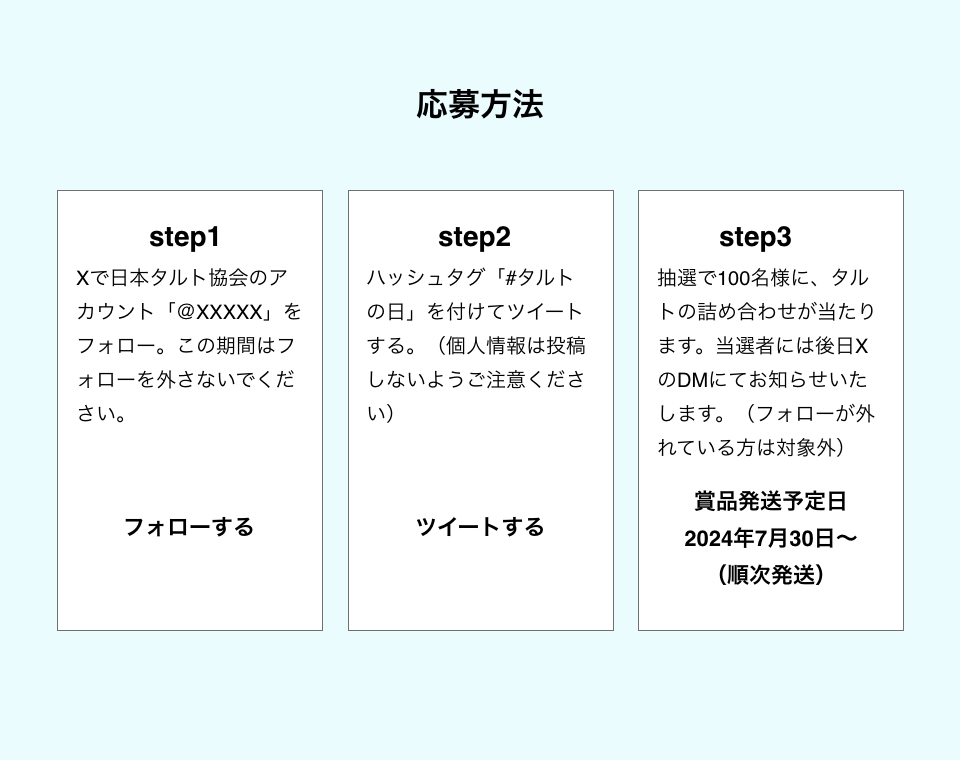 応募方法
step1
Xで日本タルト協会のア
カウント「@XXXXX」を
フォロー。この期間はフ
ォローを外さないでくだ
さい。
フォローする
step2
ハッシュタグ「#タルト
の日」を付けてツイート
する。（個人情報は投稿
しないようご注意くださ
い）
ツイートする
step3
抽選で100名様に、タル
トの詰め合わせが当たり
ます。当選者には後日X
のDMにてお知らせいた
します。（フォローが外
れている方は対象外）
賞品発送予定日
2024年7月30日〜
（順次発送）